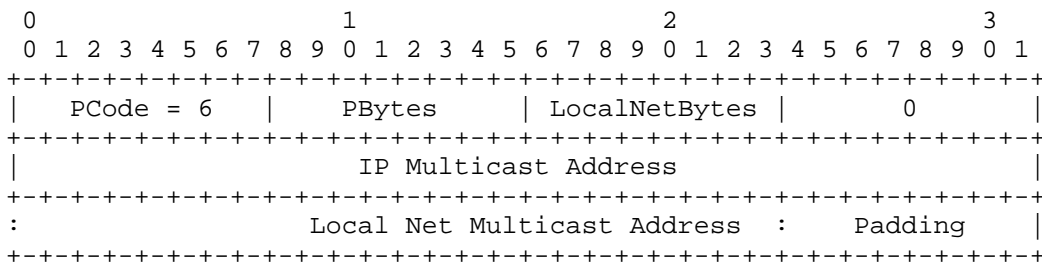 0                   1                   2                   3
 0 1 2 3 4 5 6 7 8 9 0 1 2 3 4 5 6 7 8 9 0 1 2 3 4 5 6 7 8 9 0 1
+-+-+-+-+-+-+-+-+-+-+-+-+-+-+-+-+-+-+-+-+-+-+-+-+-+-+-+-+-+-+-+-+
|   PCode = 6   |    PBytes     | LocalNetBytes |       0       |
+-+-+-+-+-+-+-+-+-+-+-+-+-+-+-+-+-+-+-+-+-+-+-+-+-+-+-+-+-+-+-+-+
|                     IP Multicast Address                      |
+-+-+-+-+-+-+-+-+-+-+-+-+-+-+-+-+-+-+-+-+-+-+-+-+-+-+-+-+-+-+-+-+
:                  Local Net Multicast Address  :    Padding    |
+-+-+-+-+-+-+-+-+-+-+-+-+-+-+-+-+-+-+-+-+-+-+-+-+-+-+-+-+-+-+-+-+